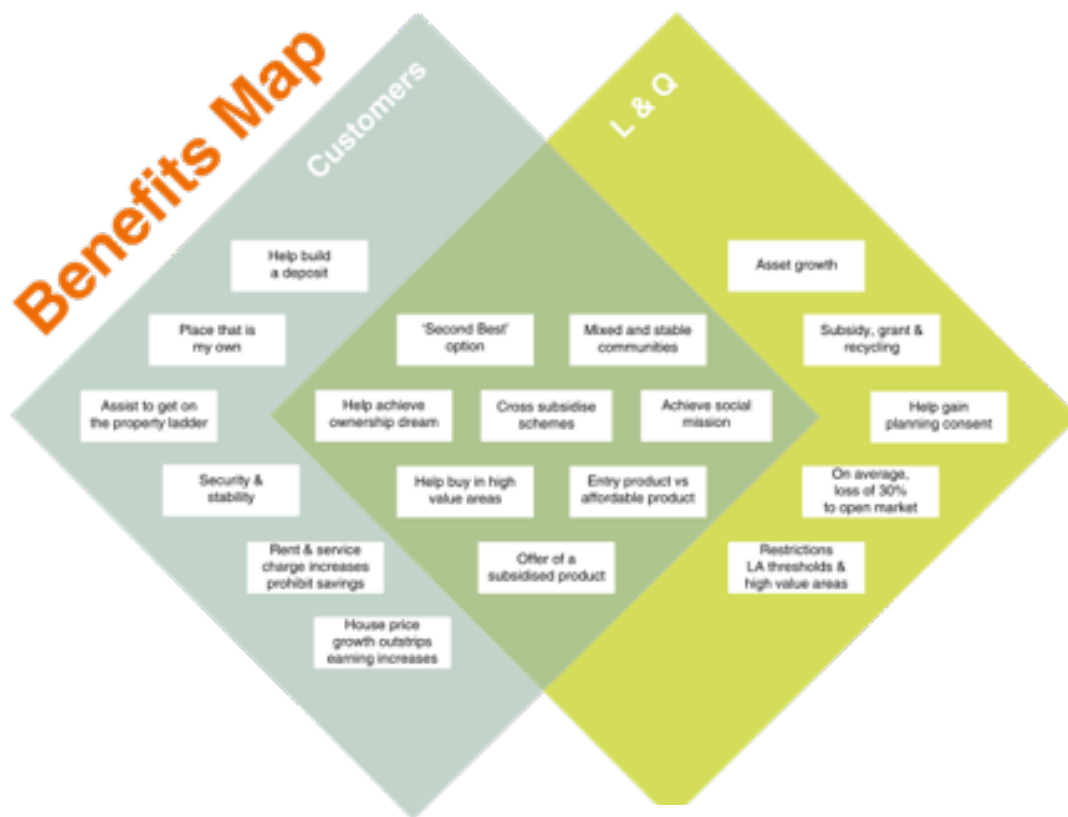 Benefits Map
Customers
L & Q
Help build
a deposit
Place that is
my own
Assist to get on
the property ladder
Security &
stability
Rent & service
charge increases
prohibit savings
House price
growth outstrips
earning increases
'Second Best'
option
Mixed and stable
communities
Help achieve
ownership dream
Cross subsidise
schemes
Achieve social
mission
Help buy in high
value areas
Entry product vs
affordable product
Offer of a
subsidised product
Asset growth
Subsidy, grant &
recycling
Help gain
planning consent
On average,
loss of 30%
to open market
Restrictions
LA thresholds &
high value areas